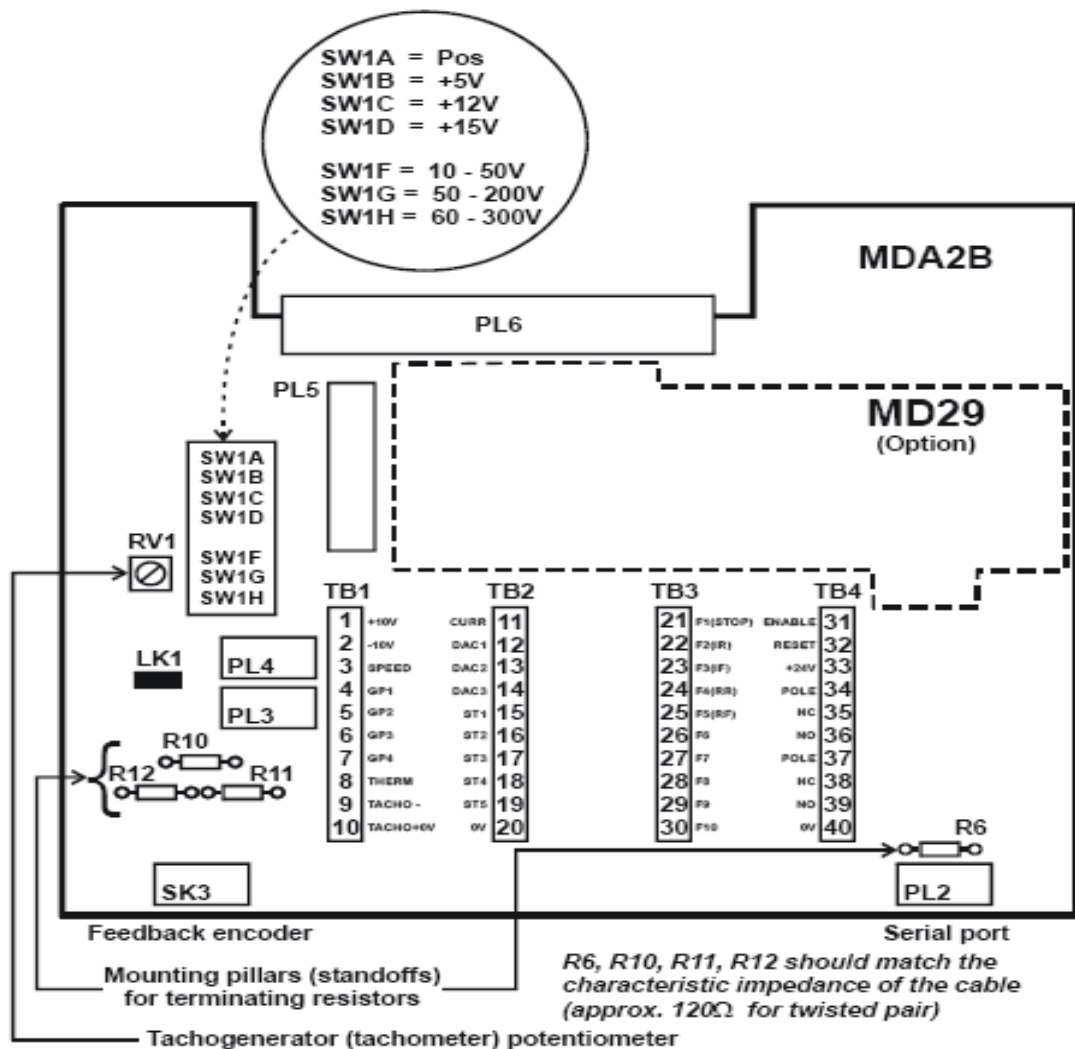 SW1A = Pos
SW1B = +5V
SW1C = +12V
SW1D = +15V
SW1F = 10 - 50V
SW1G = 50 - 200V
SW1H = 60 - 300V
MDA2B
PL6
PL5
MD29
(Option)
SW1A
SW1B
SW1C
SW1D
SW1F
SW1G
SW1H
RV1
LK1
PL4
PL3
R10
R12 R11
SK3
TB1 TB2 TB3 TB4
1 +10V CURR 11 21 F1(STOP) ENABLE 31
2 -10V DAC1 12 22 F2(IR) RESET 32
3 SPEED DAC2 13 23 F3(IF) +24V 33
4 GP1 DAC3 14 24 F4(RR) POLE 34
5 GP2 ST1 15 25 F5(RF) NC 35
6 GP3 ST2 16 26 F6 NO 36
7 GP4 ST3 17 27 F7 POLE 37
8 THERM ST4 18 28 F8 NC 38
9 TACHO - ST5 19 29 F9 NO 39
10 TACHO+0V 0V 20 30 F10 0V 40
R6
PL2
Feedback encoder
Serial port
Mounting pillars (standoffs)
for terminating resistors
R6, R10, R11, R12 should match the
characteristic impedance of the cable
(approx. 120Ω for twisted pair)
Tachogenerator (tachometer) potentiometer